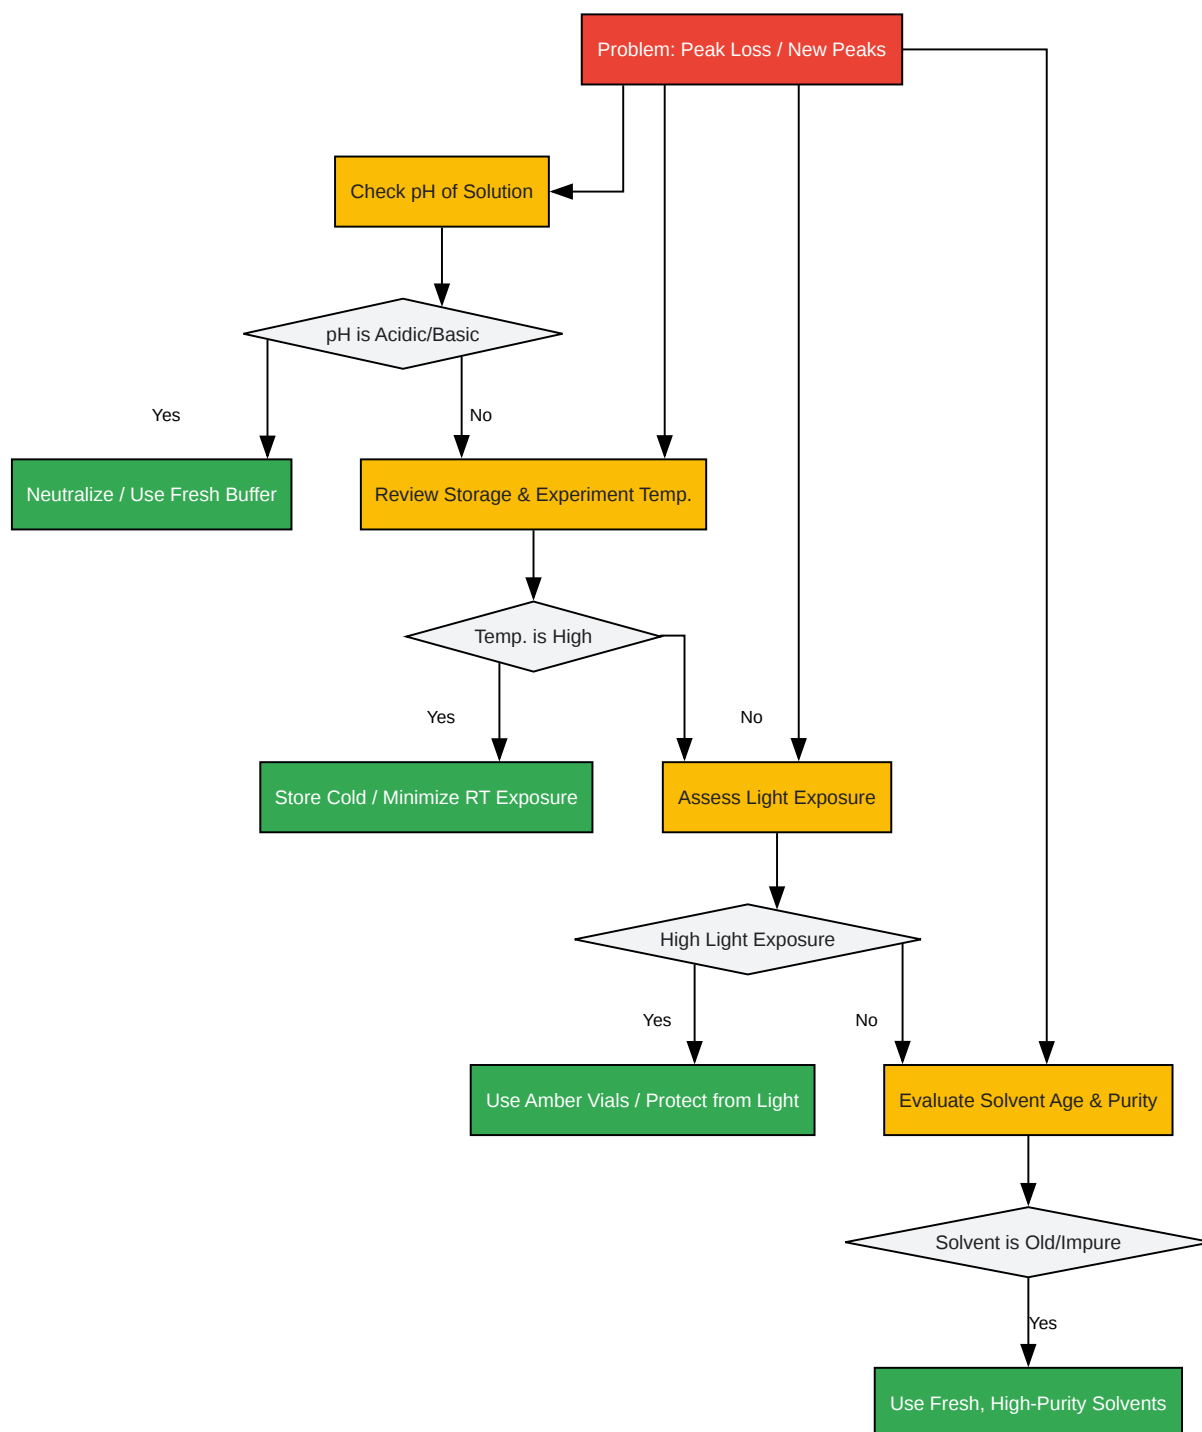 Problem: Peak Loss / New Peaks
Check pH of Solution
pH is Acidic/Basic
Yes
No
Neutralize / Use Fresh Buffer
Review Storage & Experiment Temp.
Temp. is High
Yes
No
Store Cold / Minimize RT Exposure
Assess Light Exposure
High Light Exposure
Yes
No
Use Amber Vials / Protect from Light
Evaluate Solvent Age & Purity
Solvent is Old/Impure
Yes
Use Fresh, High-Purity Solvents